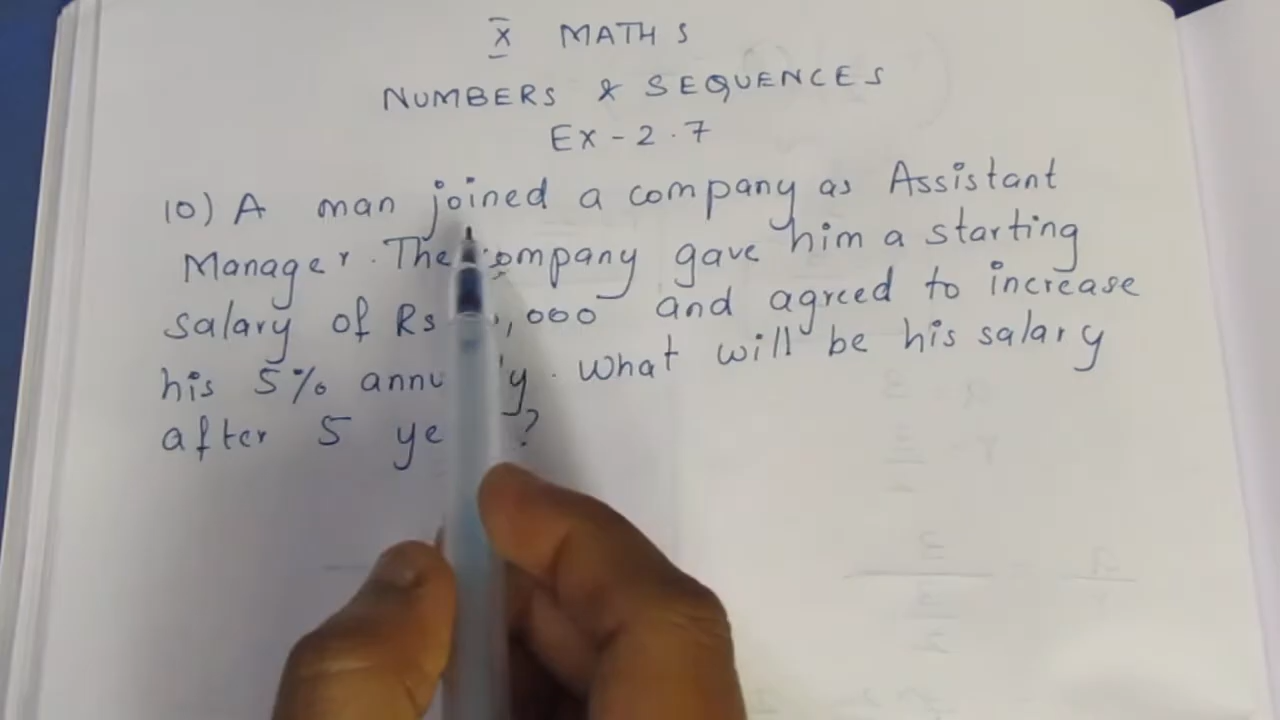 X MATHS
NUMBERS & SEQUENCES
Ex - 2.7
10) A man joined a company as Assistant
Manager. The company gave him a starting
salary of Rs ,000 and agreed to increase
his 5% annually. What will be his salary
after 5 ye ?